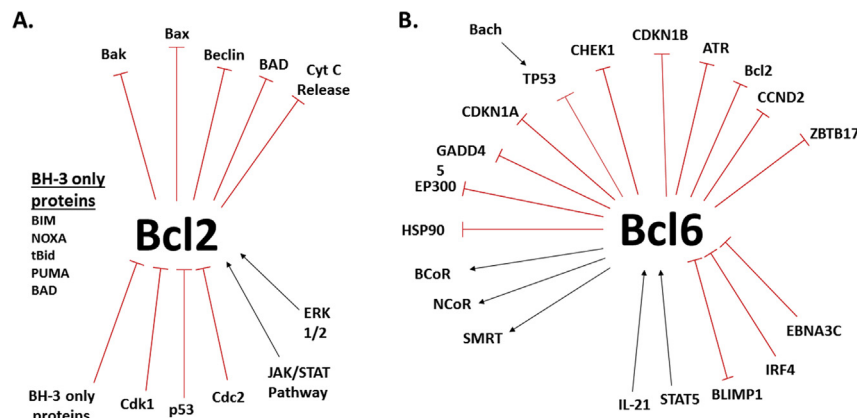 A.
Bak
Bax
Beclin
BAD
Cyt C
Release
BH-3 only
proteins
BIM
NOXA
tBid
PUMA
BAD
Bcl2
ERK
1/2
JAK/STAT
Pathway
BH-3 only
proteins
Cdk1
p53
Cdc2
B.
Bach
TP53
CHEK1
CDKN1B
ATR
Bcl2
CCND2
ZBTB17
CDKN1A
GADD4
5
EP300
HSP90
Bcl6
BCoR
NCoR
SMRT
IL-21
STAT5
BLIMP1
IRF4
EBNA3C